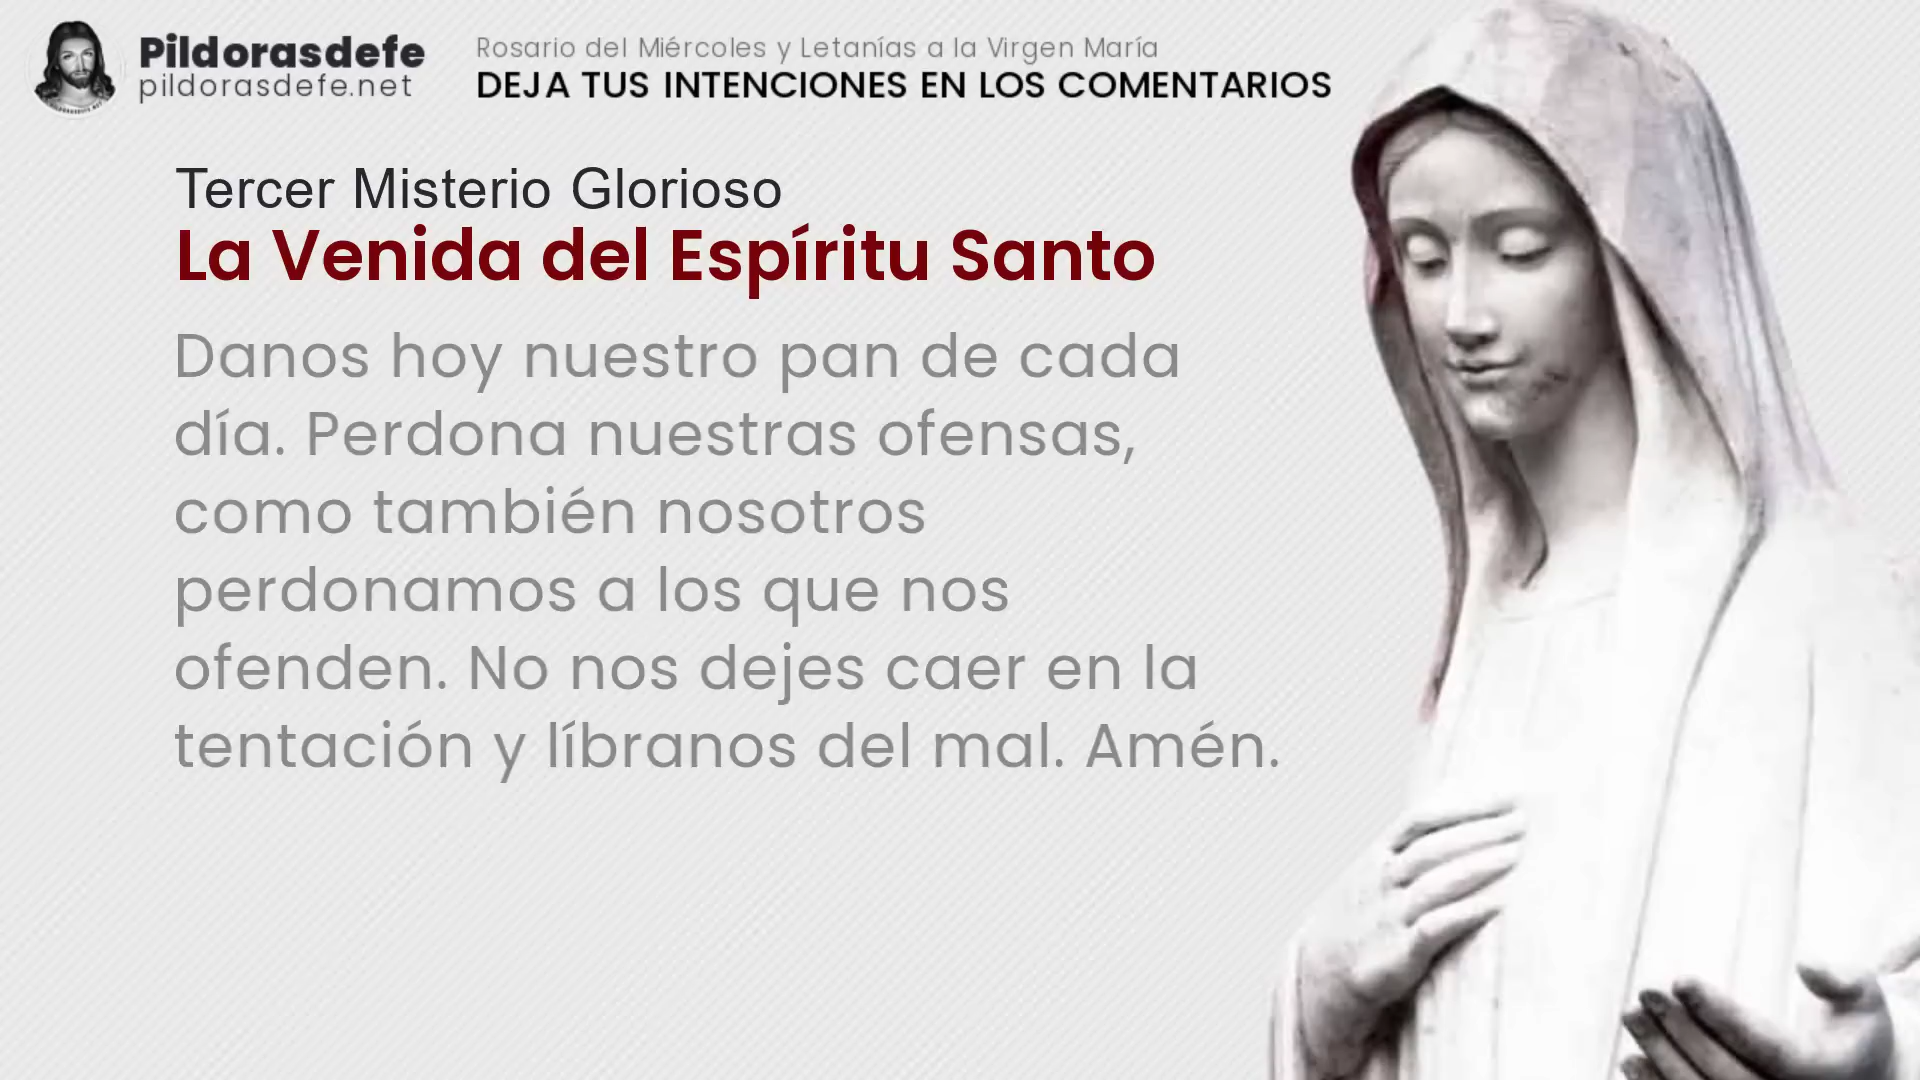 Pildorasdefe
pildorasdefe.net
Rosario del Miércoles y Letanías a la Virgen María
DEJA TUS INTENCIONES EN LOS COMENTARIOS
Tercer Misterio Glorioso
La Venida del Espíritu Santo
Danos hoy nuestro pan de cada
día. Perdona nuestras ofensas,
como también nosotros
perdonamos a los que nos
ofenden. No nos dejes caer en la
tentación y líbranos del mal. Amén.